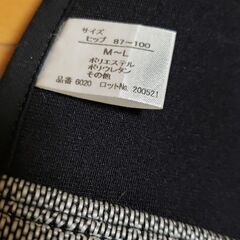 サイズ
ヒップ 87-100
M~L
ポリエステル
ポリウレタン
その他
品番 6020 ロットNo. 200521